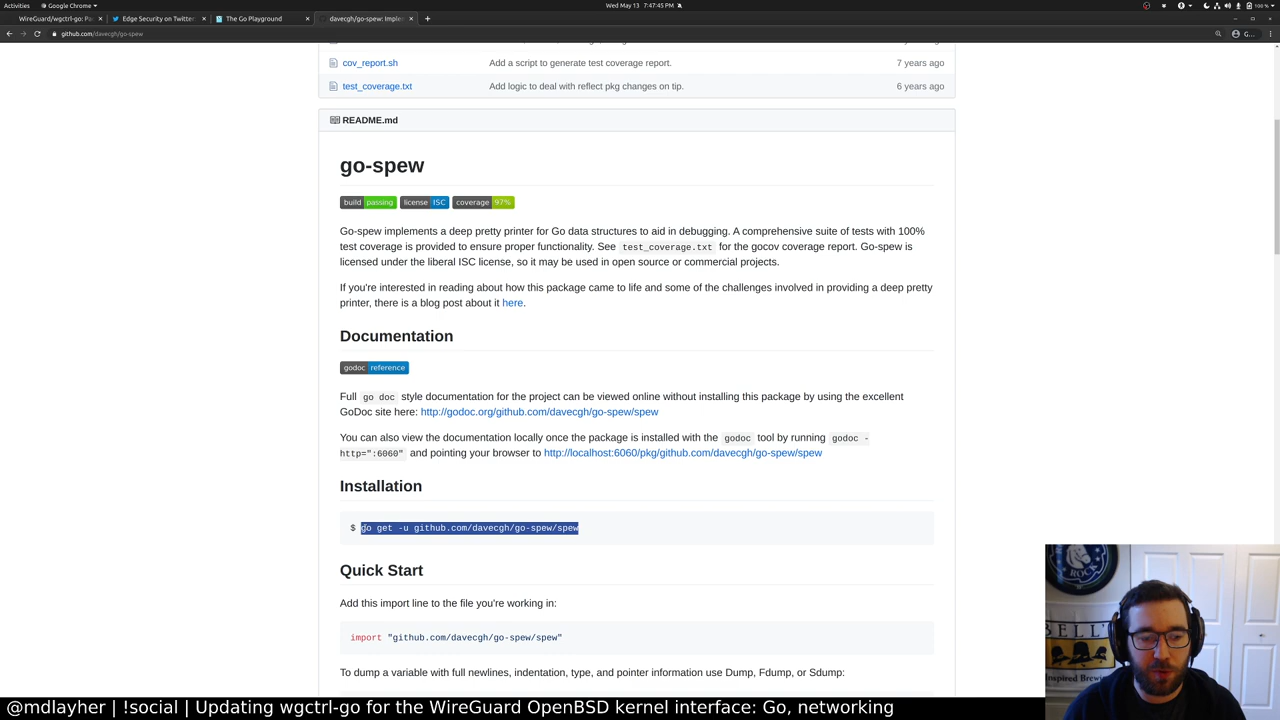 Activities
Google Chrome
Wed May 13 7:47:45 PM
100 %
WireGuard/wgctrl-go: Pa
Edge Security on Twitter
The Go Playground
davecgh/go-spew: Implem
github.com/davecgh/go-spew
G...
cov_report.sh
Add a script to generate test coverage report.
7 years ago
test_coverage.txt
Add logic to deal with reflect pkg changes on tip.
6 years ago
README.md
go-spew
build passing license ISC coverage 97%
Go-spew implements a deep pretty printer for Go data structures to aid in debugging. A comprehensive suite of tests with 100%
test coverage is provided to ensure proper functionality. See test_coverage.txt for the gocov coverage report. Go-spew is
licensed under the liberal ISC license, so it may be used in open source or commercial projects.
If you're interested in reading about how this package came to life and some of the challenges involved in providing a deep pretty
printer, there is a blog post about it here.
Documentation
godoc reference
Full go doc style documentation for the project can be viewed online without installing this package by using the excellent
GoDoc site here: http://godoc.org/github.com/davecgh/go-spew/spew
You can also view the documentation locally once the package is installed with the godoc tool by running godoc -
http=":6060" and pointing your browser to http://localhost:6060/pkg/github.com/davecgh/go-spew/spew
Installation
$ go get -u github.com/davecgh/go-spew/spew
Quick Start
Add this import line to the file you're working in:
import "github.com/davecgh/go-spew/spew"
To dump a variable with full newlines, indentation, type, and pointer information use Dump, Fdump, or Sdump:
ROCK
BELL'S
Inspired Brewing
@mdlayher | !social | Updating wgctrl-go for the WireGuard OpenBSD kernel interface: Go, networking